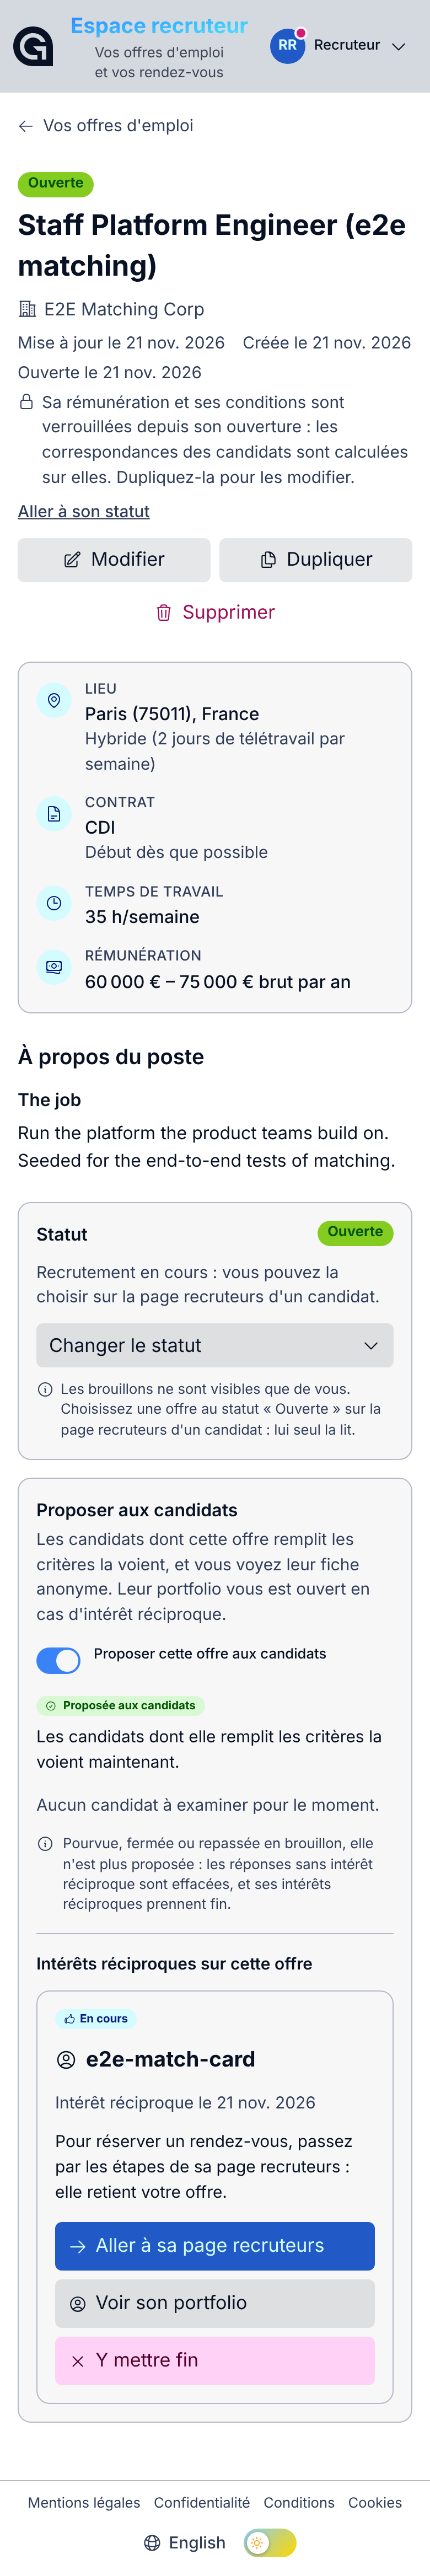 Espace recruteur
Vos offres d'emploi
et vos rendez-vous
RR
Recruteur
Vos offres d'emploi
Ouverte
Staff Platform Engineer (e2e
matching)
E2E Matching Corp
Mise à jour le 21 nov. 2026 Créée le 21 nov. 2026
Ouverte le 21 nov. 2026
Sa rémunération et ses conditions sont
verrouillées depuis son ouverture : les
correspondances des candidats sont calculées
sur elles. Dupliquez-la pour les modifier.
Aller à son statut
Modifier
Dupliquer
Supprimer
LIEU
Paris (75011), France
Hybride (2 jours de télétravail par
semaine)
CONTRAT
CDI
Début dès que possible
TEMPS DE TRAVAIL
35 h/semaine
RÉMUNÉRATION
60 000 € – 75 000 € brut par an
À propos du poste
The job
Run the platform the product teams build on.
Seeded for the end-to-end tests of matching.
Statut
Ouverte
Recrutement en cours : vous pouvez la
choisir sur la page recruteurs d'un candidat.
Changer le statut
Les brouillons ne sont visibles que de vous.
Choisissez une offre au statut « Ouverte » sur la
page recruteurs d'un candidat : lui seul la lit.
Proposer aux candidats
Les candidats dont cette offre remplit les
critères la voient, et vous voyez leur fiche
anonyme. Leur portfolio vous est ouvert en
cas d'intérêt réciproque.
Proposer cette offre aux candidats
Proposée aux candidats
Les candidats dont elle remplit les critères la
voient maintenant.
Aucun candidat à examiner pour le moment.
Pourvue, fermée ou repassée en brouillon, elle
n'est plus proposée : les réponses sans intérêt
réciproque sont effacées, et ses intérêts
réciproques prennent fin.
Intérêts réciproques sur cette offre
En cours
e2e-match-card
Intérêt réciproque le 21 nov. 2026
Pour réserver un rendez-vous, passez
par les étapes de sa page recruteurs :
elle retient votre offre.
Aller à sa page recruteurs
Voir son portfolio
Y mettre fin
Mentions légales Confidentialité Conditions Cookies
English